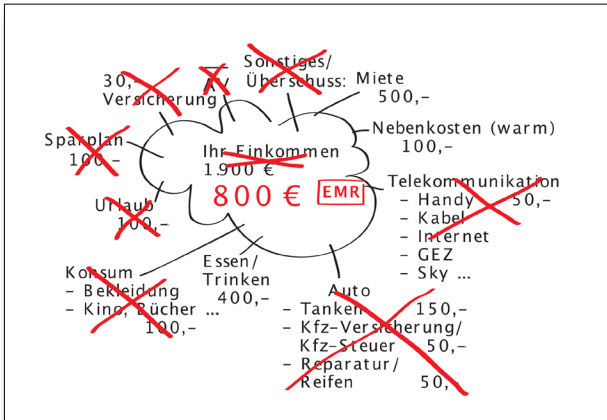 Sonstiges/
Überschuss:
30,-
Versicherung
AV
Miete
500,-
Nebenkosten (warm)
100,-
Sparplan
100,-
Ihr Einkommen
1.900 €
800 € EMR
Telekommunikation
- Handy 50,-
- Kabel
- Internet
- GEZ
- Sky ...
Urlaub
100,-
Essen/
Trinken
400,-
Konsum
- Bekleidung
- Kino, Bücher ...
100,-
Auto
- Tanken 150,-
- Kfz-Versicherung/
Kfz-Steuer 50,-
- Reparatur/
Reifen 50,-